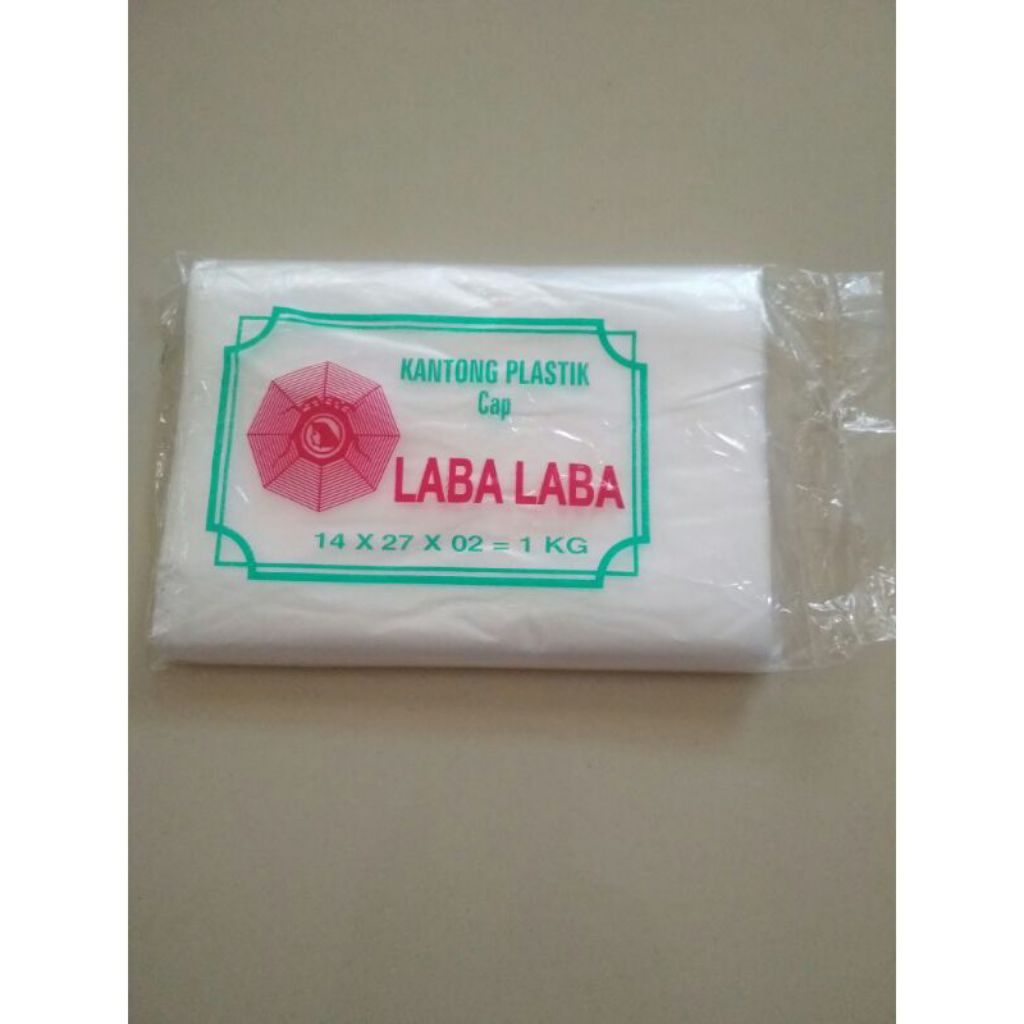 KANTONG PLASTIK
Cap
LABA LABA
14 X 27 X 02 = 1 KG